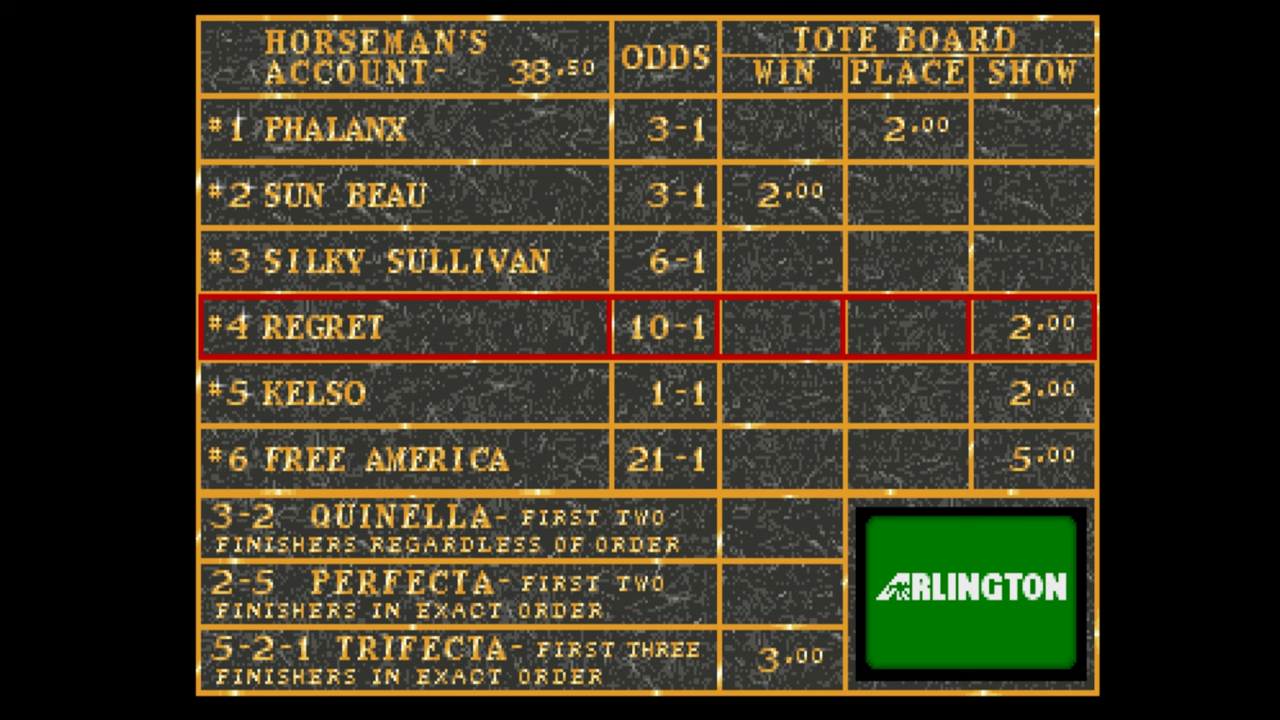 HORSEMAN'S
ACCOUNT- 38.50
ODDS
TOTE BOARD
WIN PLACE SHOW
#1 PHALANX 3-1 2.00
#2 SUN BEAU 3-1 2.00
#3 SILKY SULLIVAN 6-1
#4 REGRET 10-1 2.00
#5 KELSO 1-1 2.00
#6 FREE AMERICA 21-1 5.00
3-2 QUINELLA- FIRST TWO
FINISHERS REGARDLESS OF ORDER
2-5 PERFECTA- FIRST TWO
FINISHERS IN EXACT ORDER
5-2-1 TRIFECTA- FIRST THREE
FINISHERS IN EXACT ORDER
3.00
ARLINGTON